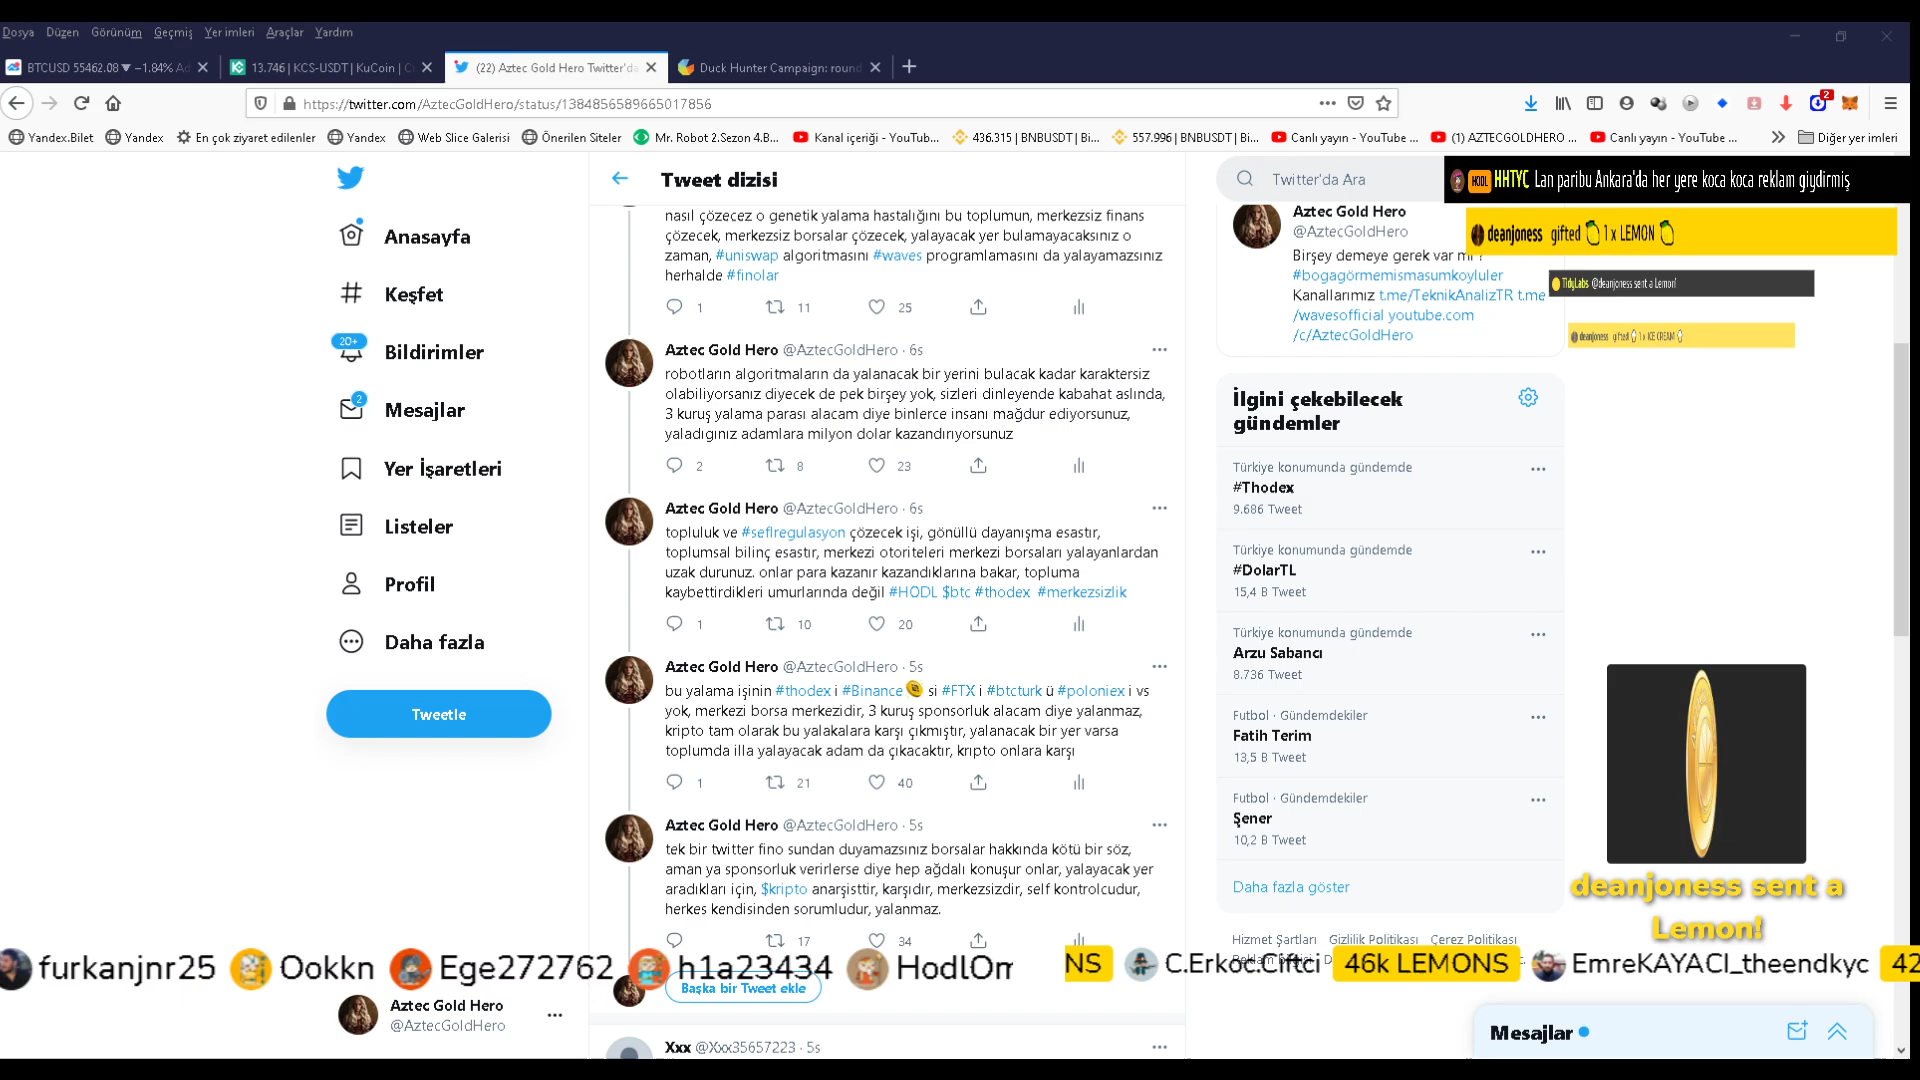 Dosya Düzen Görünüm Geçmiş Yer imleri Araçlar Yardım
BTCUSD 55462.08 ▼ −1.84% Ad
13.746 | KCS-USDT | KuCoin | C
(22) Aztec Gold Hero Twitter'da
Duck Hunter Campaign: round
https://twitter.com/AztecGoldHero/status/1384856589665017856
2
Yandex.Bilet Yandex En çok ziyaret edilenler Yandex Web Slice Galerisi Önerilen Siteler Mr. Robot 2.Sezon 4.B... Kanal içeriği - YouTu... 436.315 | BNBUSDT | Bi... 557.996 | BNBUSDT | Bi... Canlı yayın - YouTube ... (1) AZTECGOLDHERO ... Canlı yayın - YouTube ... Diğer yer imleri
Anasayfa
Keşfet
20+
Bildirimler
2
Mesajlar
Yer İşaretleri
Listeler
Profil
Daha fazla
Tweetle
Aztec Gold Hero
@AztecGoldHero
Tweet dizisi
nasıl çözecez o genetik yalama hastalığını bu toplumun, merkezsiz finans
çözecek, merkezsiz borsalar çözecek, yalayacak yer bulamayacaksınız o
zaman, #uniswap algoritmasını #waves programlamasını da yalayamazsınız
herhalde #finolar
1 11 25
Aztec Gold Hero @AztecGoldHero · 6s
robotların algoritmaların da yalanacak bir yerini bulacak kadar karaktersiz
olabiliyorsanız diyecek de pek birşey yok, sizleri dinleyende kabahat aslında,
3 kuruş yalama parası alacam diye binlerce insanı mağdur ediyorsunuz,
yaladıgınız adamlara milyon dolar kazandırıyorsunuz
2 8 23
Aztec Gold Hero @AztecGoldHero · 6s
topluluk ve #seflregulasyon çözecek işi, gönüllü dayanışma esastır,
toplumsal bilinç esastır, merkezi otoriteleri merkezi borsaları yalayanlardan
uzak durunuz. onlar para kazanır kazandıklarına bakar, topluma
kaybettirdikleri umurlarında değil #HODL $btc #thodex #merkezsizlik
1 10 20
Aztec Gold Hero @AztecGoldHero · 5s
bu yalama işinin #thodex i #Binance si #FTX i #btcturk ü #poloniex i vs
yok, merkezi borsa merkezidir, 3 kuruş sponsorluk alacam diye yalanmaz,
kripto tam olarak bu yalakalara karşı çıkmıştır, yalanacak bir yer varsa
toplumda illa yalayacak adam da çıkacaktır, kripto onlara karşı
1 21 40
Aztec Gold Hero @AztecGoldHero · 5s
tek bir twitter fino sundan duyamazsınız borsalar hakkında kötü bir söz,
aman ya sponsorluk verirlerse diye hep ağdalı konuşur onlar, yalayacak yer
aradıkları için, $kripto anarşisttir, karşıdır, merkezsizdir, self kontrolcudur,
herkes kendisinden sorumludur, yalanmaz.
17 34
Başka bir Tweet ekle
Xxx @Xxx35657223 · 5s
Twitter'da Ara
HODL HHTYC Lan paribu Ankara'da her yere koca koca reklam giydirmiş
deanjoness gifted 1 x LEMON
TidyLabs @deanjoness sent a Lemon!
deanjoness gifted 1 x ICE CREAM
Aztec Gold Hero
@AztecGoldHero
Birşey demeye gerek var mı ?
#bogagörmemismasumkoyluler
Kanallarımız t.me/TeknikAnalizTR t.me
/wavesofficial youtube.com
/c/AztecGoldHero
İlgini çekebilecek
gündemler
Türkiye konumunda gündemde
#Thodex
9.686 Tweet
Türkiye konumunda gündemde
#DolarTL
15,4 B Tweet
Türkiye konumunda gündemde
Arzu Sabancı
8.736 Tweet
Futbol · Gündemdekiler
Fatih Terim
13,5 B Tweet
Futbol · Gündemdekiler
Şener
10,2 B Tweet
Daha fazla göster
Hizmet Şartları Gizlilik Politikası Çerez Politikası
deanjoness sent a
Lemon!
furkanjnr25 Ookkn Ege272762 h1a23434 HodlOn
NS C.Erkoc.Ciftci 46k LEMONS EmreKAYACI_theendkyc 42
Mesajlar